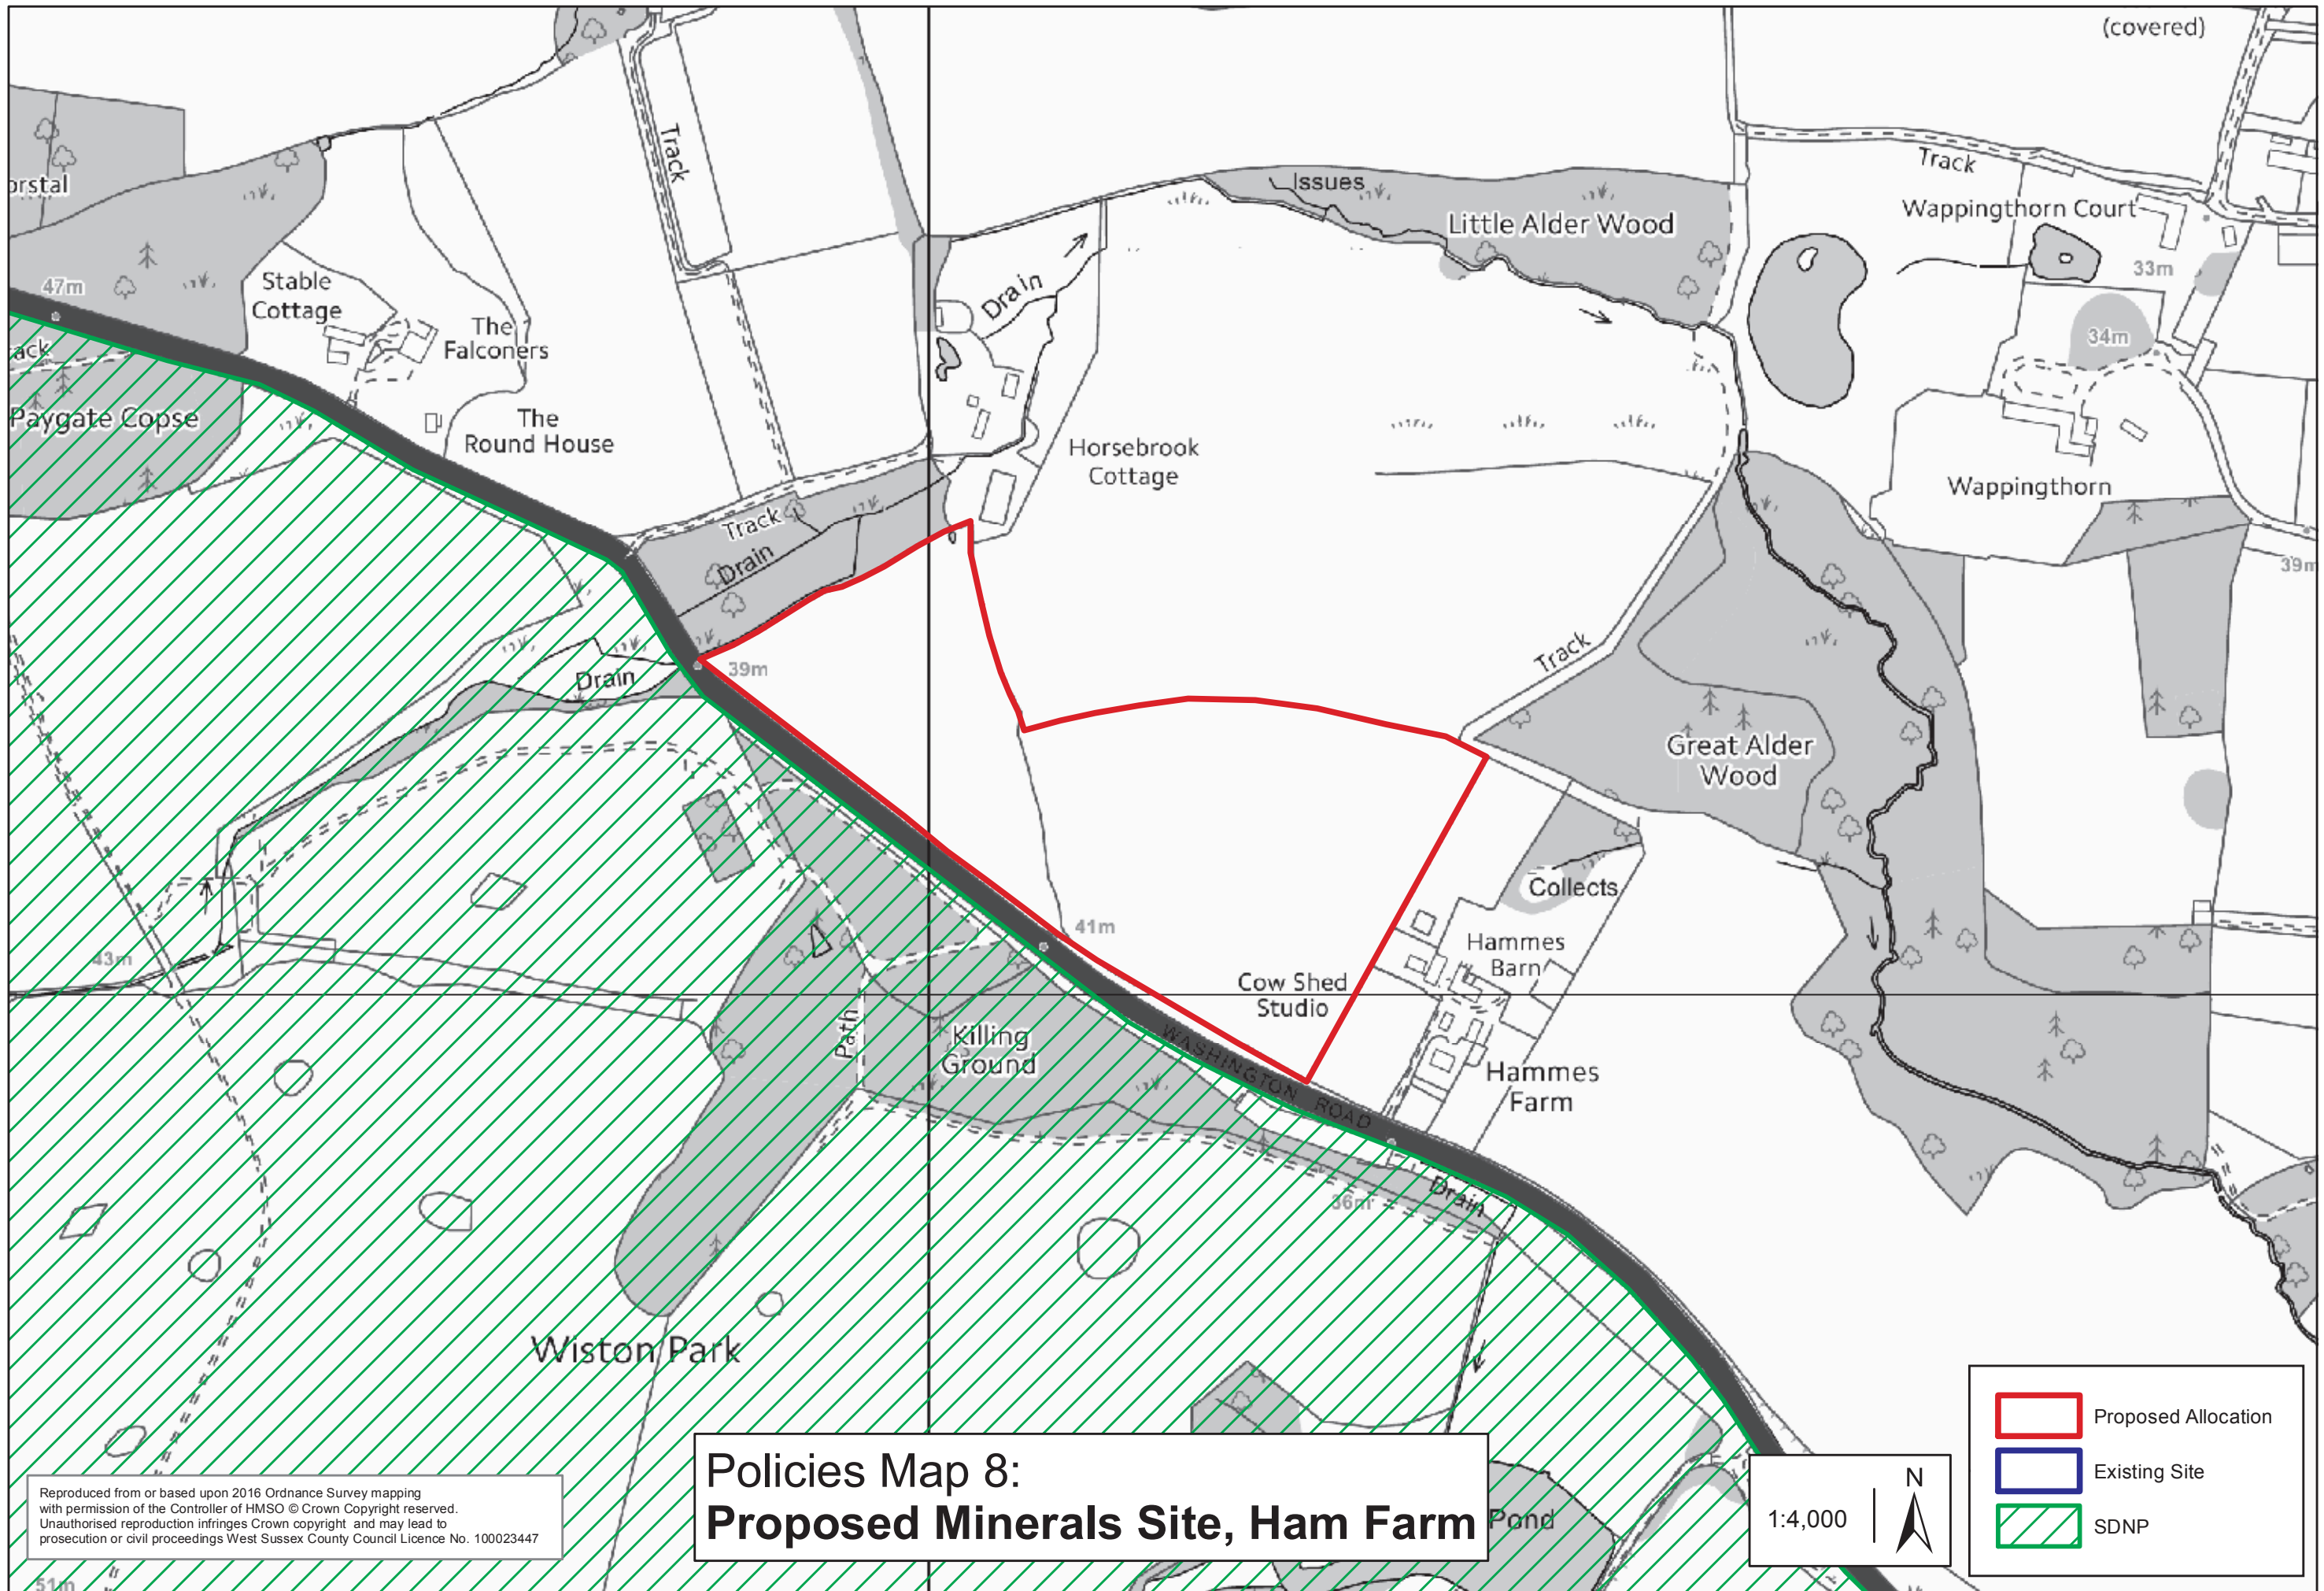 (covered)
Track
Track
Issues
orstal
Little Alder Wood
Wappingthorn Court
33m
47m
Stable
Cottage
Drain
The
Falconers
34m
ack
Paygate Copse
The
Round House
Horsebrook
Cottage
Wappingthorn
Track
Drain
39m
Track
39m
Drain
Great Alder
Wood
Collects
41m
Hammes
Barn
43m
Cow Shed
Studio
Path
Killing
Ground
WASHINGTON ROAD
Hammes
Farm
Drain
36m
Wiston Park
Pond
51m
Reproduced from or based upon 2016 Ordnance Survey mapping
with permission of the Controller of HMSO © Crown Copyright reserved.
Unauthorised reproduction infringes Crown copyright and may lead to
prosecution or civil proceedings West Sussex County Council Licence No. 100023447
Policies Map 8:
Proposed Minerals Site, Ham Farm
1:4,000
N
Proposed Allocation
Existing Site
SDNP